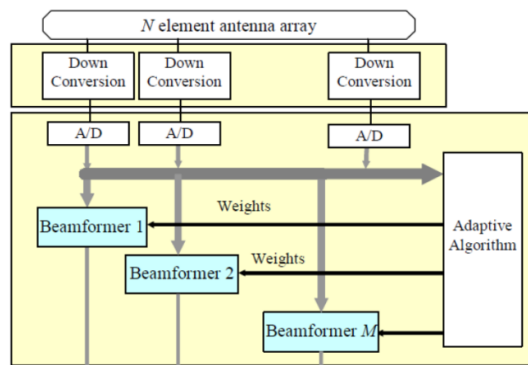 N element antenna array
Down
Conversion
Down
Conversion
Down
Conversion
A/D
A/D
A/D
Weights
Beamformer 1
Adaptive
Algorithm
Weights
Beamformer 2
Beamformer M